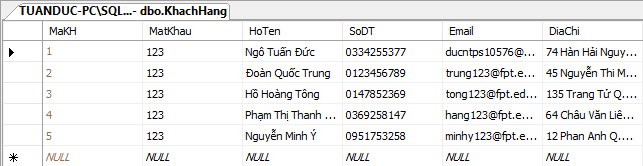 TUANDUC-PC\SQL...- dbo.KhachHang
MaKH MatKhau HoTen SoDT Email DiaChi
1 123 Ngô Tuấn Đức 0334255377 ducntps10576@... 74 Hàn Hải Nguy...
2 123 Đoàn Quốc Trung 0123456789 trung123@fpt.e... 45 Nguyễn Thi M...
3 123 Hồ Hoàng Tông 0147852369 tong123@fpt.ed... 135 Trang Tử Q....
4 123 Phạm Thị Thanh ... 0369258147 hang123@fpt.e... 64 Châu Văn Liê...
5 123 Nguyễn Minh Ý 0951753258 minhy123@fpt.e... 12 Phan Anh Q....
NULL NULL NULL NULL NULL NULL